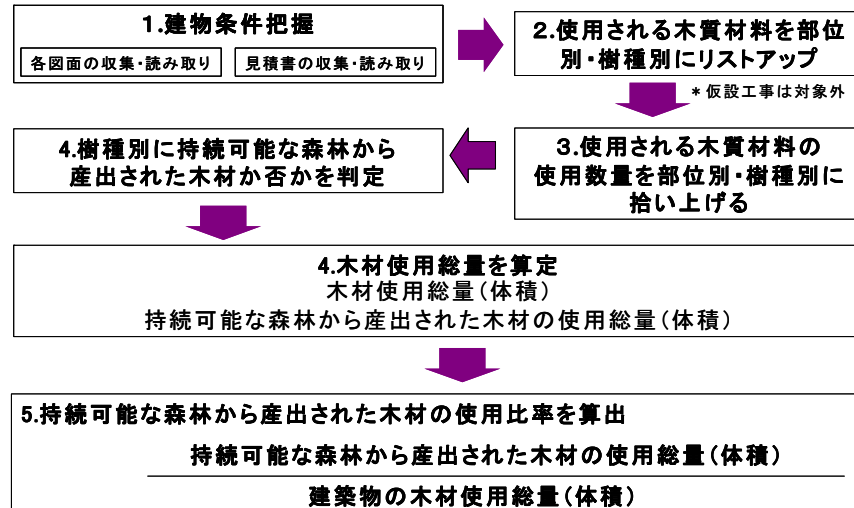 1.建物条件把握
各図面の収集・読み取り
見積書の収集・読み取り
2.使用される木質材料を部位
別・樹種別にリストアップ
*仮設工事は対象外
3.使用される木質材料の
使用数量を部位別・樹種別に
拾い上げる
4.樹種別に持続可能な森林から
産出された木材か否かを判定
4.木材使用総量を算定
木材使用総量(体積)
持続可能な森林から産出された木材の使用総量(体積)
5.持続可能な森林から産出された木材の使用比率を算出
持続可能な森林から産出された木材の使用総量(体積)
建築物の木材使用総量(体積)